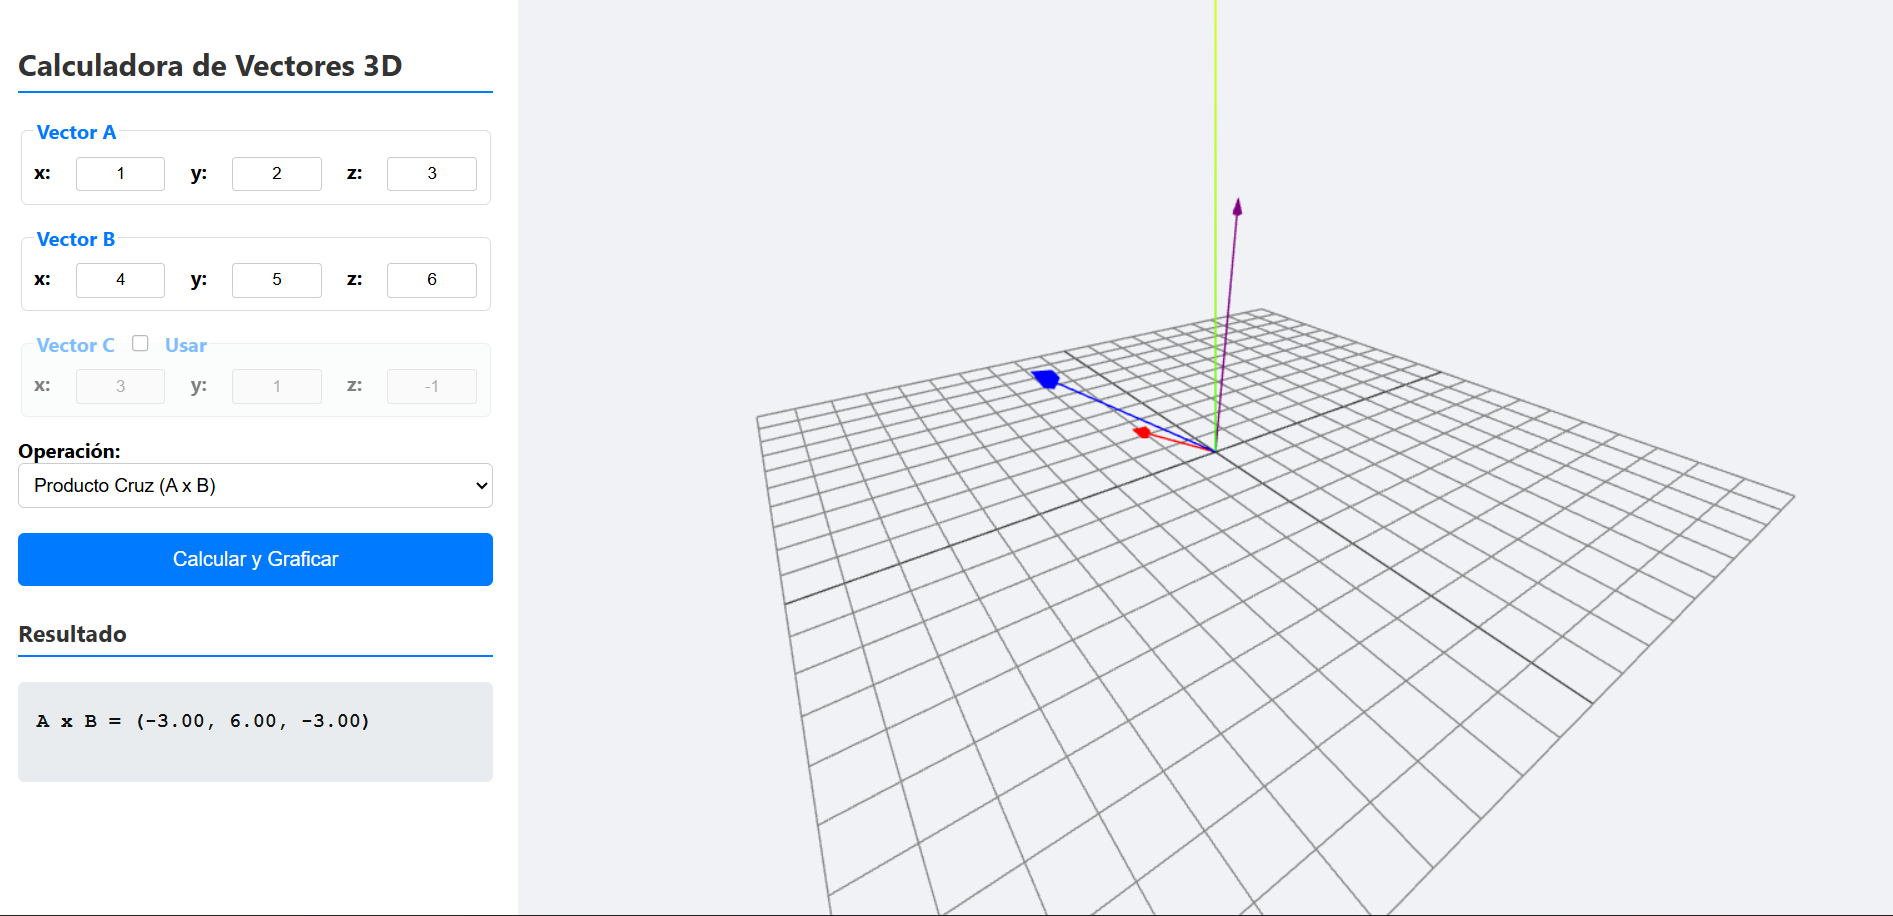 Calculadora de Vectores 3D
Vector A
x: 1 y: 2 z: 3
Vector B
x: 4 y: 5 z: 6
Vector C Usar
x: 3 y: 1 z: -1
Operación:
Producto Cruz (A x B)
Calcular y Graficar
Resultado
A x B = (-3.00, 6.00, -3.00)